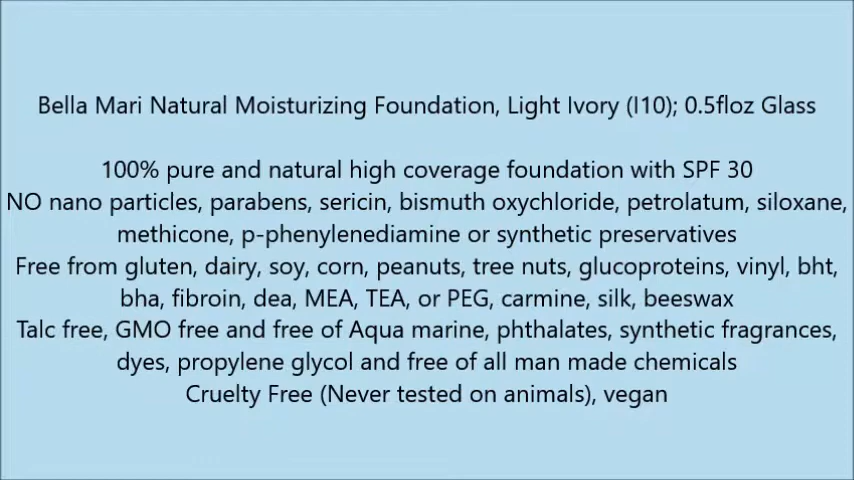 Bella Mari Natural Moisturizing Foundation, Light Ivory (I10); 0.5floz Glass
100% pure and natural high coverage foundation with SPF 30
NO nano particles, parabens, sericin, bismuth oxychloride, petrolatum, siloxane,
methicone, p-phenylenediamine or synthetic preservatives
Free from gluten, dairy, soy, corn, peanuts, tree nuts, glucoproteins, vinyl, bht,
bha, fibroin, dea, MEA, TEA, or PEG, carmine, silk, beeswax
Talc free, GMO free and free of Aqua marine, phthalates, synthetic fragrances,
dyes, propylene glycol and free of all man made chemicals
Cruelty Free (Never tested on animals), vegan